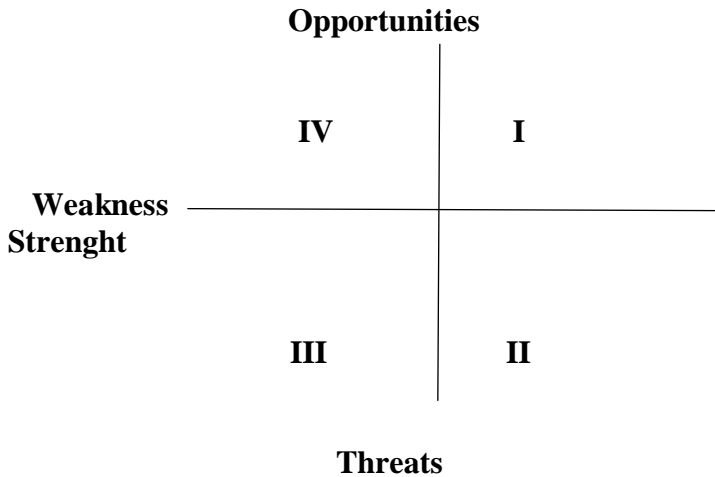 Opportunities
IV I
Weakness
Strenght
III II
Threats